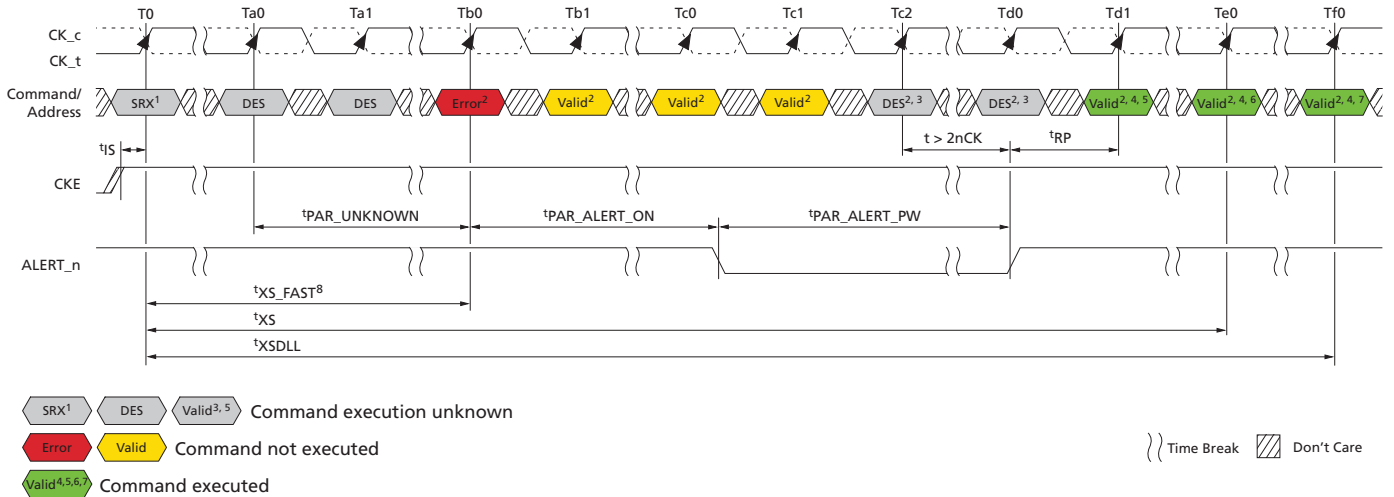 T0 Ta0 Ta1 Tb0 Tb1 Tc0 Tc1 Tc2 Td0 Td1 Te0 Tf0
CK_c
CK_t
Command/
Address
SRX1 DES DES Error2 Valid2 Valid2 Valid2 DES2, 3 DES2, 3 Valid2, 4, 5 Valid2, 4, 6 Valid2, 4, 7
tIS t > 2nCK tRP
CKE
tPAR_UNKNOWN tPAR_ALERT_ON tPAR_ALERT_PW
ALERT_n
tXS_FAST8
tXS
tXSDLL
SRX1 DES Valid3, 5 Command execution unknown
Error Valid Command not executed
Time Break Don't Care
Valid4,5,6,7 Command executed